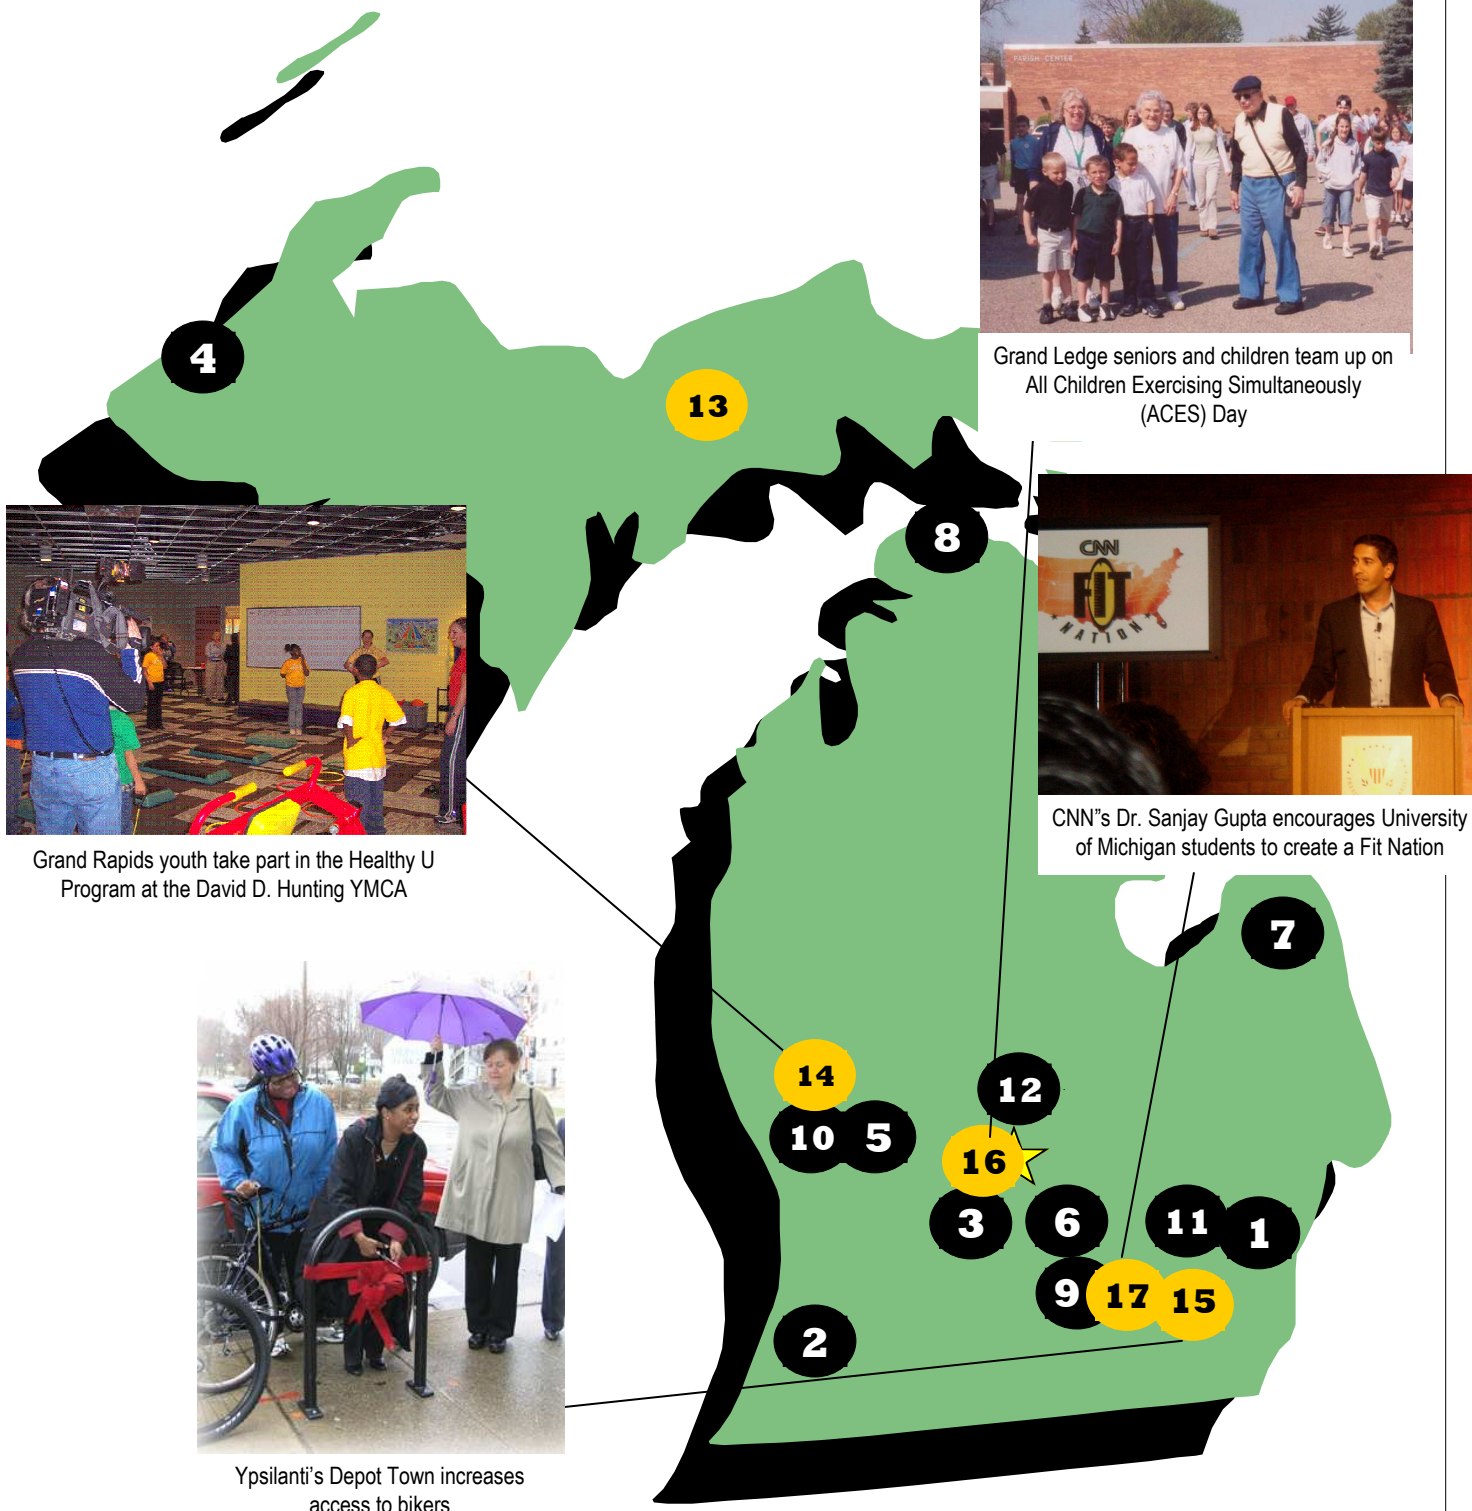 PARISH CENTER
Grand Ledge seniors and children team up on
All Children Exercising Simultaneously
(ACES) Day
4
13
8
CNN
FIT
NATION
CNN"s Dr. Sanjay Gupta encourages University
of Michigan students to create a Fit Nation
Grand Rapids youth take part in the Healthy U
Program at the David D. Hunting YMCA
7
14
12
10
5
16
3
6
11
1
9
17
15
2
Ypsilanti's Depot Town increases
access to bikers